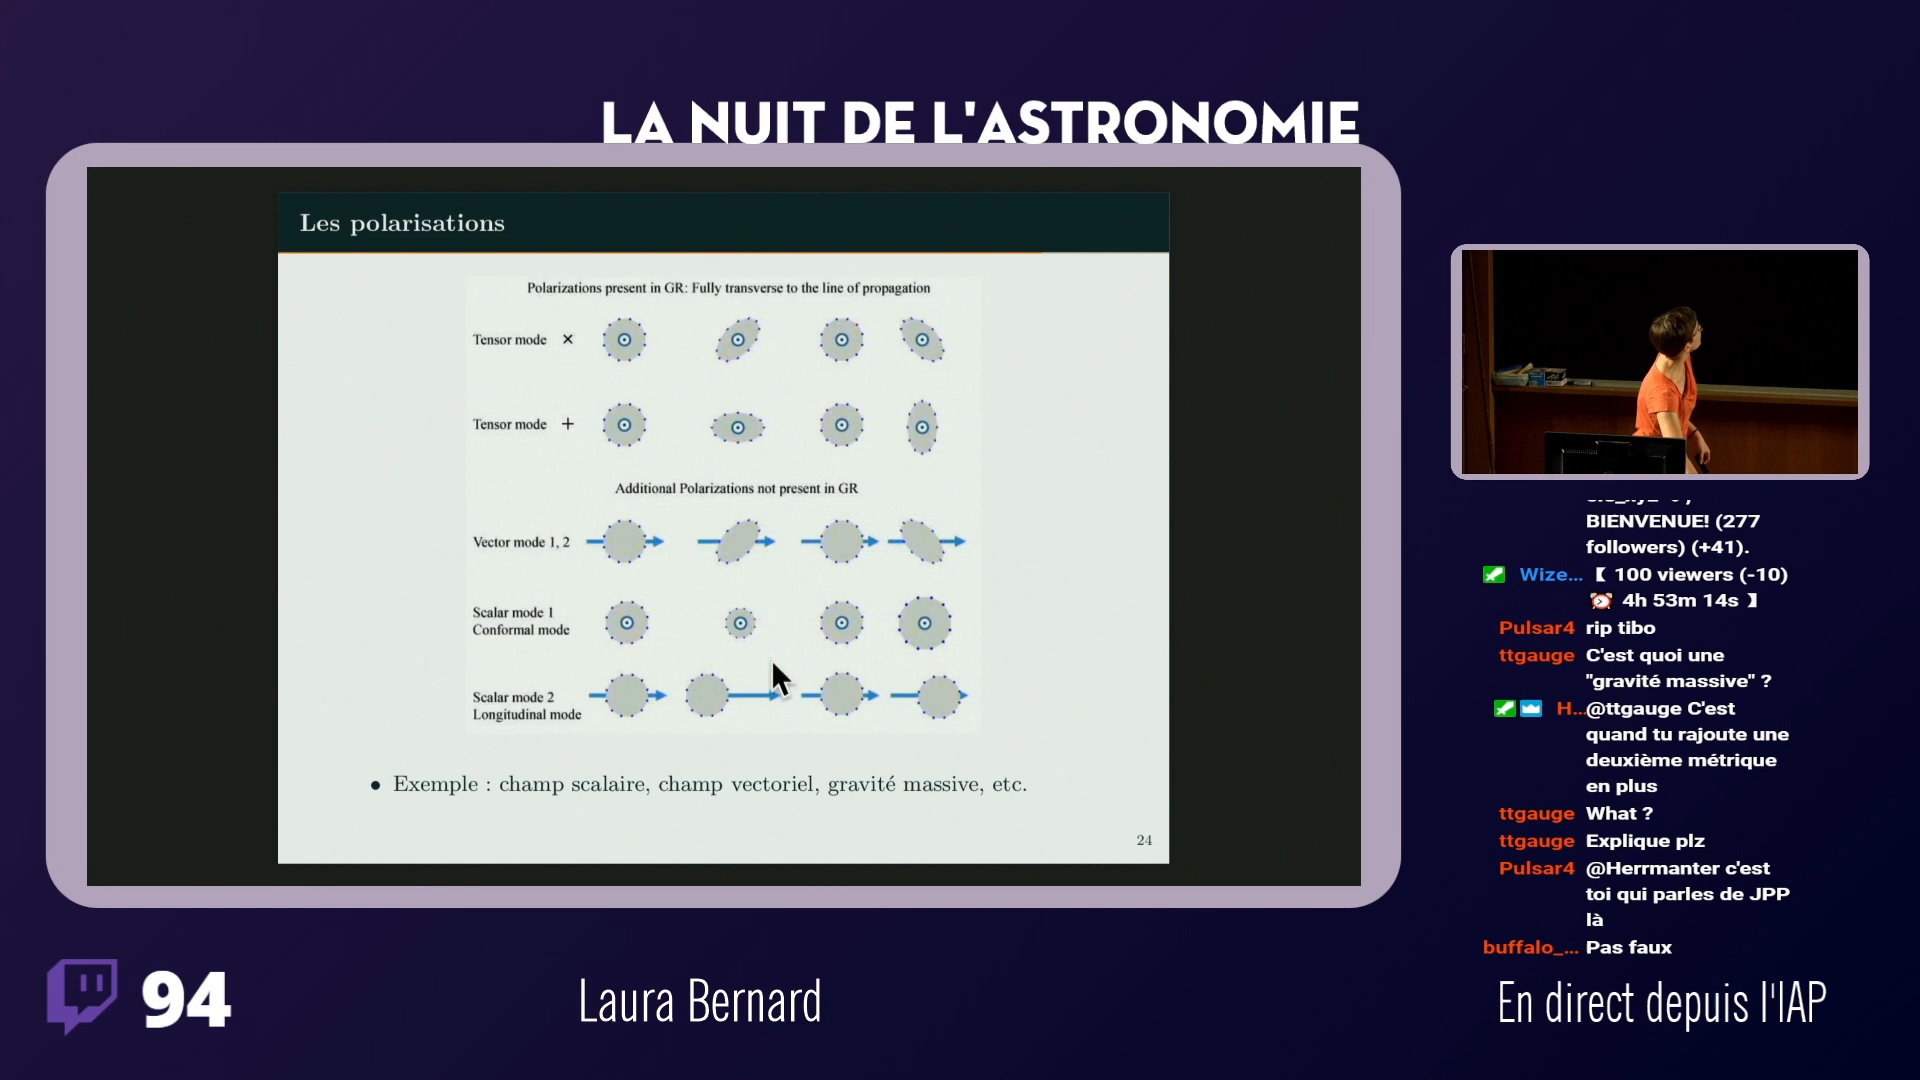 LA NUIT DE L'ASTRONOMIE
Les polarisations
Polarizations present in GR: Fully transverse to the line of propagation
Tensor mode ×
Tensor mode +
Additional Polarizations not present in GR
Vector mode 1, 2
Scalar mode 1
Conformal mode
Scalar mode 2
Longitudinal mode
• Exemple : champ scalaire, champ vectoriel, gravité massive, etc.
24
BIENVENUE! (277
followers) (+41).
Wize... 【 100 viewers (-10)
⏰ 4h 53m 14s 】
Pulsar4 rip tibo
ttgauge C'est quoi une
"gravité massive" ?
H...@ttgauge C'est
quand tu rajoute une
deuxième métrique
en plus
ttgauge What ?
ttgauge Explique plz
Pulsar4 @Herrmanter c'est
toi qui parles de JPP
là
buffalo_... Pas faux
94
Laura Bernard
En direct depuis l'IAP